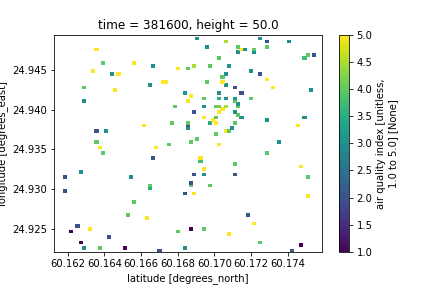 time = 381600, height = 50.0
longitude [degrees_east]
24.945
24.940
24.935
24.930
24.925
60.162 60.164 60.166 60.168 60.170 60.172 60.174
latitude [degrees_north]
5.0
4.5
4.0
3.5
3.0
2.5
2.0
1.5
1.0
air quality index [unitless,
1.0 to 5.0] [None]